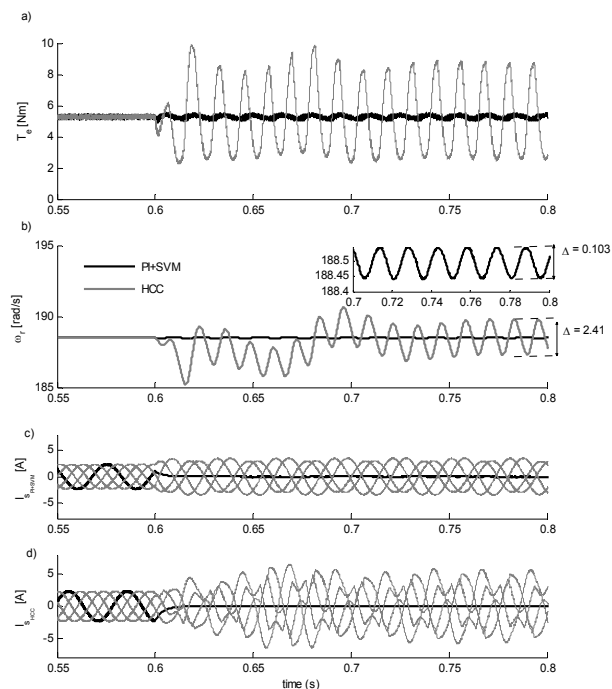 a)
10
8
6
4
2
0
T_e [Nm]
0.55 0.6 0.65 0.7 0.75 0.8
b)
195
190
185
ω_r [rad/s]
PI+SVM
HCC
188.5
188.45
188.4
0.7 0.72 0.74 0.76 0.78 0.8
Δ = 0.103
Δ = 2.41
0.55 0.6 0.65 0.7 0.75 0.8
c)
5
0
-5
I_s PI+SVM [A]
0.55 0.6 0.65 0.7 0.75 0.8
d)
5
0
-5
I_s HCC [A]
0.55 0.6 0.65 0.7 0.75 0.8
time (s)